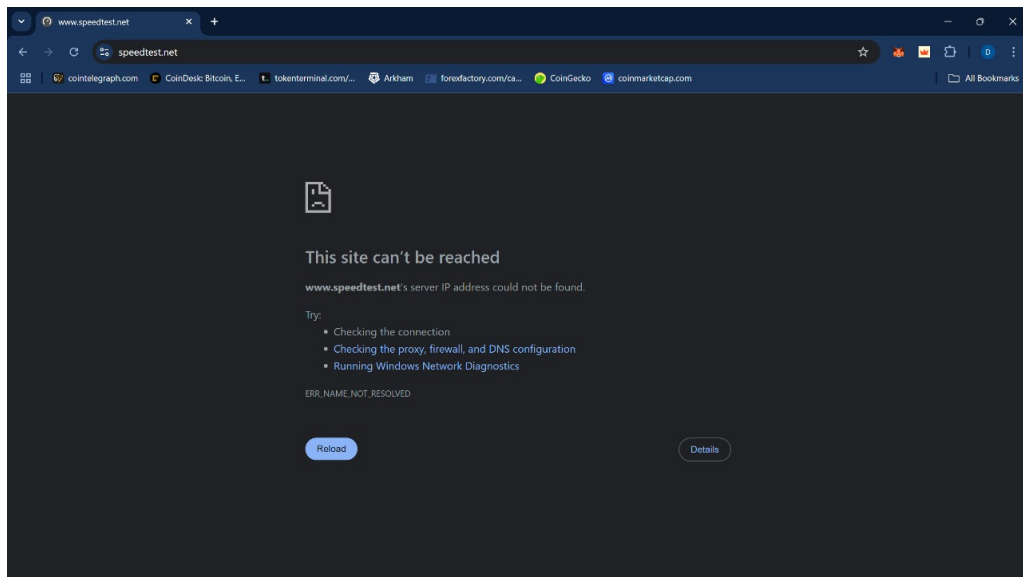 www.speedtest.net
speedtest.net
D
cointelegraph.com
CoinDesk: Bitcoin, E...
t. tokenterminal.com/...
Arkham
forexfactory.com/ca...
CoinGecko
coinmarketcap.com
All Bookmarks
This site can't be reached
www.speedtest.net's server IP address could not be found.
Try:
• Checking the connection
• Checking the proxy, firewall, and DNS configuration
• Running Windows Network Diagnostics
ERR_NAME_NOT_RESOLVED
Reload
Details